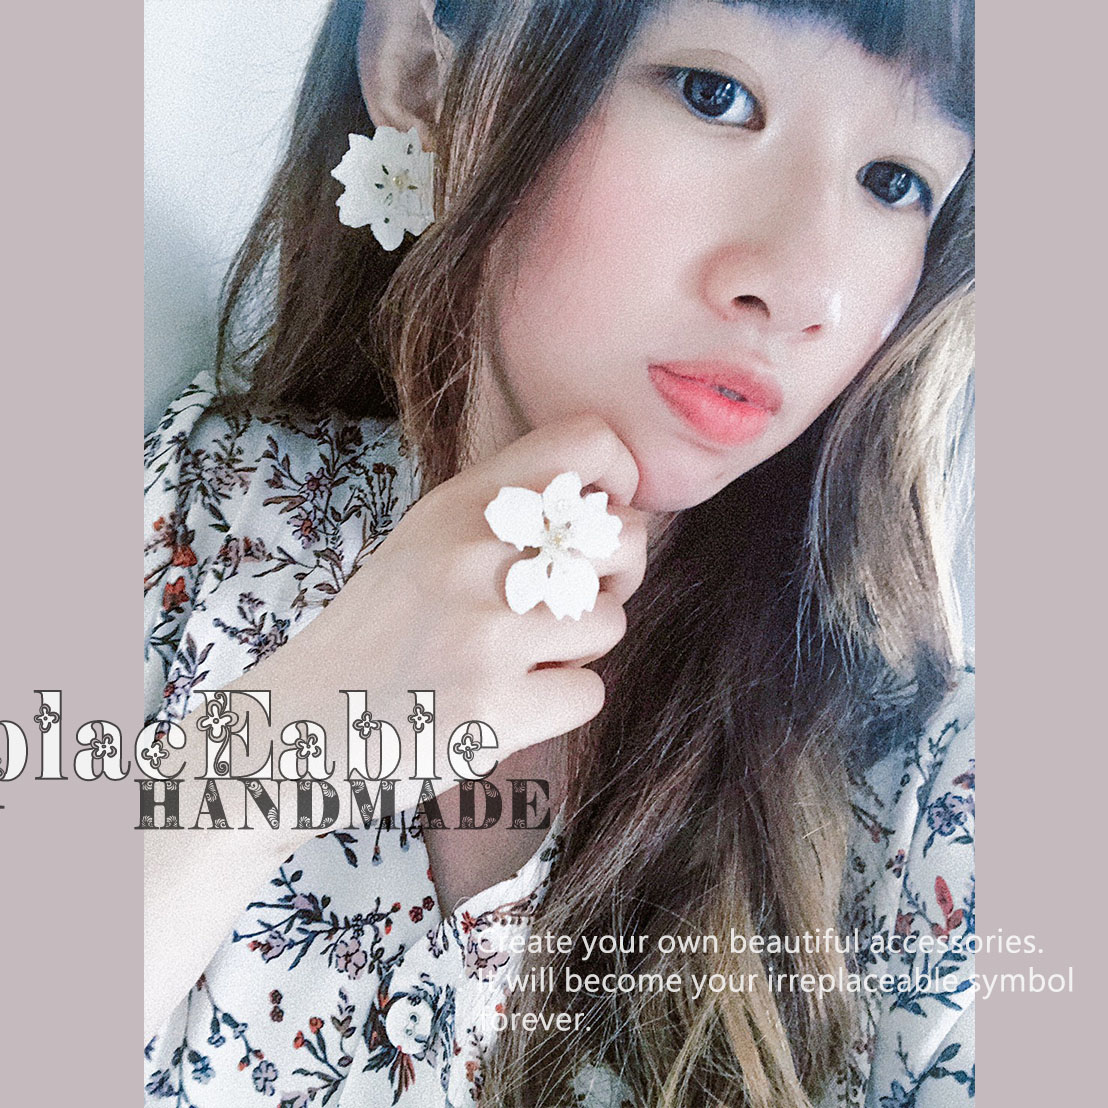 placEable
HANDMADE
Create your own beautiful accessories.
It will become your irreplaceable symbol
forever.